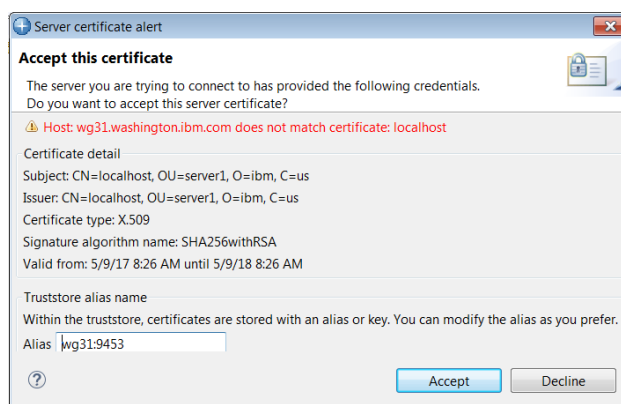 Server certificate alert
Accept this certificate
The server you are trying to connect to has provided the following credentials.
Do you want to accept this server certificate?
Host: wg31.washington.ibm.com does not match certificate: localhost
Certificate detail
Subject: CN=localhost, OU=server1, O=ibm, C=us
Issuer: CN=localhost, OU=server1, O=ibm, C=us
Certificate type: X.509
Signature algorithm name: SHA256withRSA
Valid from: 5/9/17 8:26 AM until 5/9/18 8:26 AM
Truststore alias name
Within the truststore, certificates are stored with an alias or key. You can modify the alias as you prefer.
Alias wg31:9453
? Accept Decline